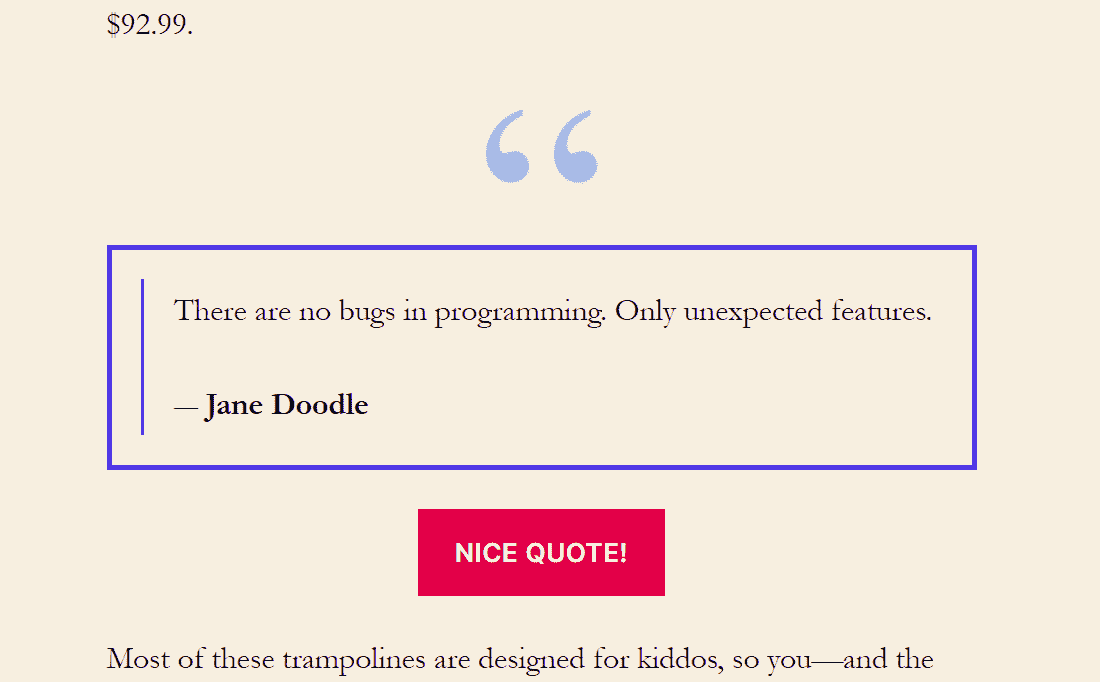 $92.99.
“
There are no bugs in programming. Only unexpected features.
— Jane Doodle
NICE QUOTE!
Most of these trampolines are designed for kiddos, so you—and the